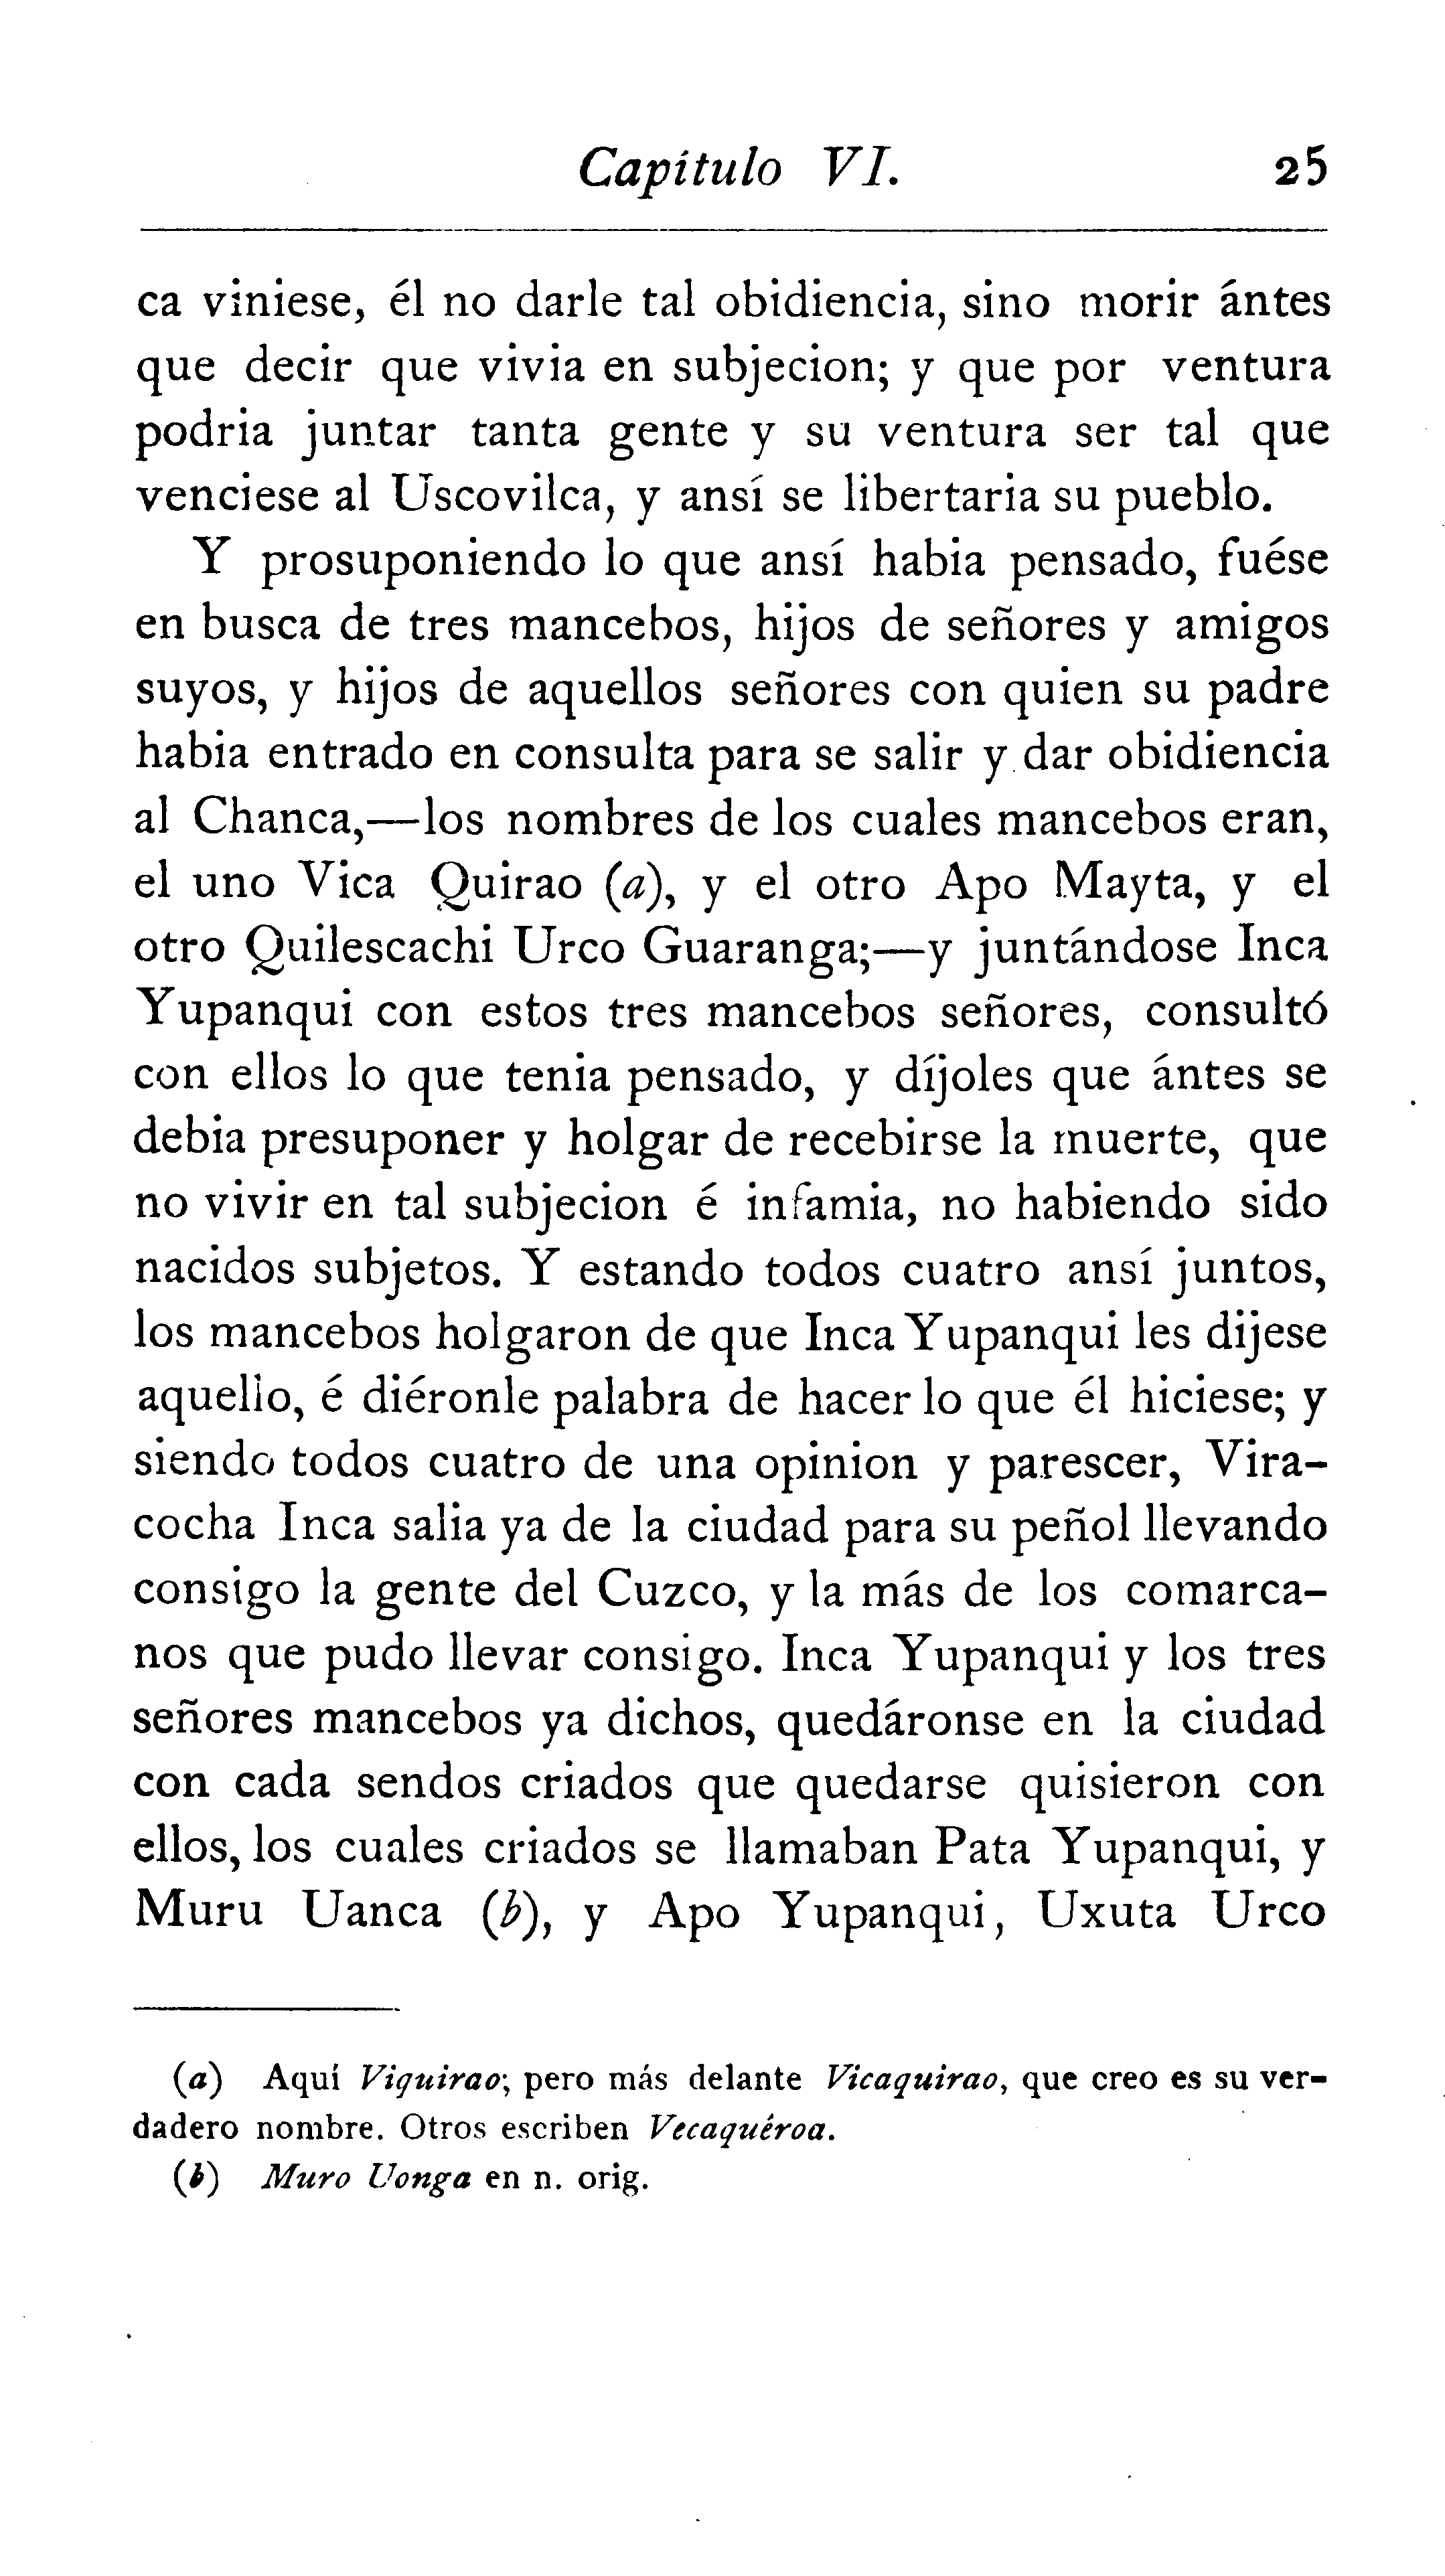 Capítulo VI. 25
ca viniese, él no darle tal obidiencia, sino morir ántes
que decir que vivia en subjecion; y que por ventura
podria juntar tanta gente y su ventura ser tal que
venciese al Uscovilca, y ansí se libertaria su pueblo.
Y prosuponiendo lo que ansí habia pensado, fuése
en busca de tres mancebos, hijos de señores y amigos
suyos, y hijos de aquellos señores con quien su padre
habia entrado en consulta para se salir y dar obidiencia
al Chanca,—los nombres de los cuales mancebos eran,
el uno Vica Quirao (a), y el otro Apo Mayta, y el
otro Quilescachi Urco Guaranga;—y juntándose Inca
Yupanqui con estos tres mancebos señores, consultó
con ellos lo que tenia pensado, y díjoles que ántes se
debia presuponer y holgar de recebirse la muerte, que
no vivir en tal subjecion é infamia, no habiendo sido
nacidos subjetos. Y estando todos cuatro ansí juntos,
los mancebos holgaron de que Inca Yupanqui les dijese
aquello, é diéronle palabra de hacer lo que él hiciese; y
siendo todos cuatro de una opinion y parescer, Vira-
cocha Inca salia ya de la ciudad para su peñol llevando
consigo la gente del Cuzco, y la más de los comarca-
nos que pudo llevar consigo. Inca Yupanqui y los tres
señores mancebos ya dichos, quedáronse en la ciudad
con cada sendos criados que quedarse quisieron con
ellos, los cuales criados se llamaban Pata Yupanqui, y
Muru Uanca (b), y Apo Yupanqui, Uxuta Urco
(a) Aquí Viquirao; pero más delante Vicaquirao, que creo es su ver-
dadero nombre. Otros escriben Vecaquéroa.
(b) Muro Uonga en n. orig.